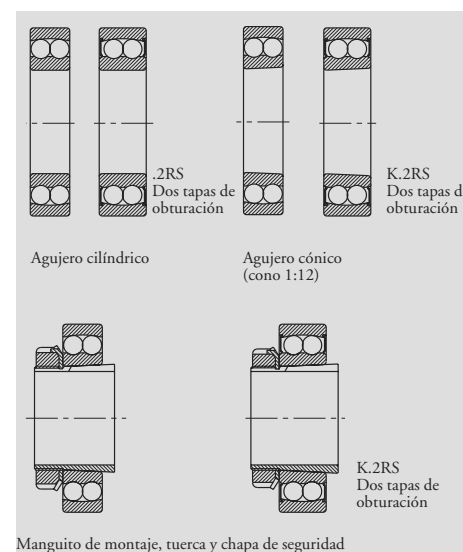 .2RS
Dos tapas de
obturación
K.2RS
Dos tapas d
obturación
Agujero cilíndrico
Agujero cónico
(cono 1:12)
K.2RS
Dos tapas de
obturación
Manguito de montaje, tuerca y chapa de seguridad